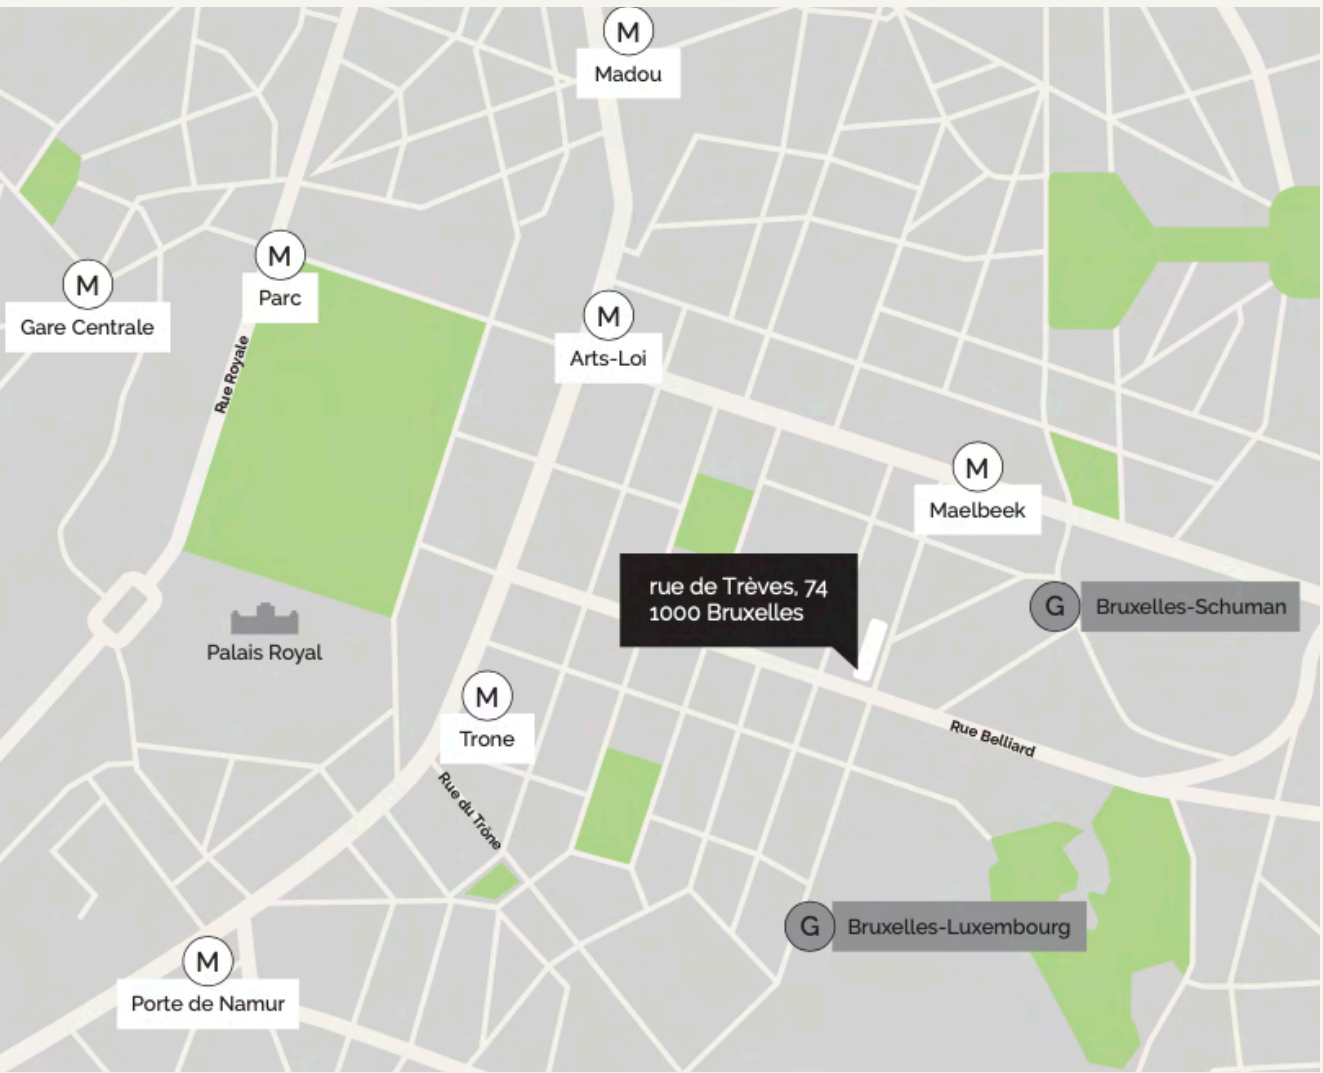 M
Madou
M
Parc
M
Gare Centrale
Rue Royale
M
Arts-Loi
M
Maelbeek
rue de Trèves, 74
1000 Bruxelles
G
Bruxelles-Schuman
Palais Royal
M
Trone
Rue Belliard
Rue du Trône
G
Bruxelles-Luxembourg
M
Porte de Namur